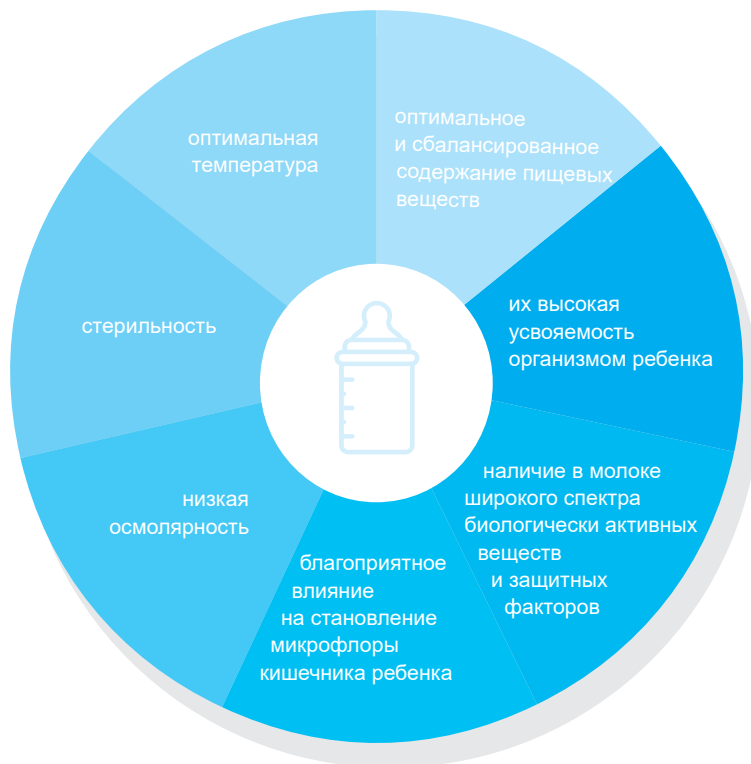 оптимальное
и сбалансированное
содержание пищевых
веществ
их высокая
усвояемость
организмом ребенка
наличие в молоке
широкого спектра
биологически активных
веществ
и защитных
факторов
благоприятное
влияние
на становление
микрофлоры
кишечника ребенка
низкая
осмолярность
стерильность
оптимальная
температура